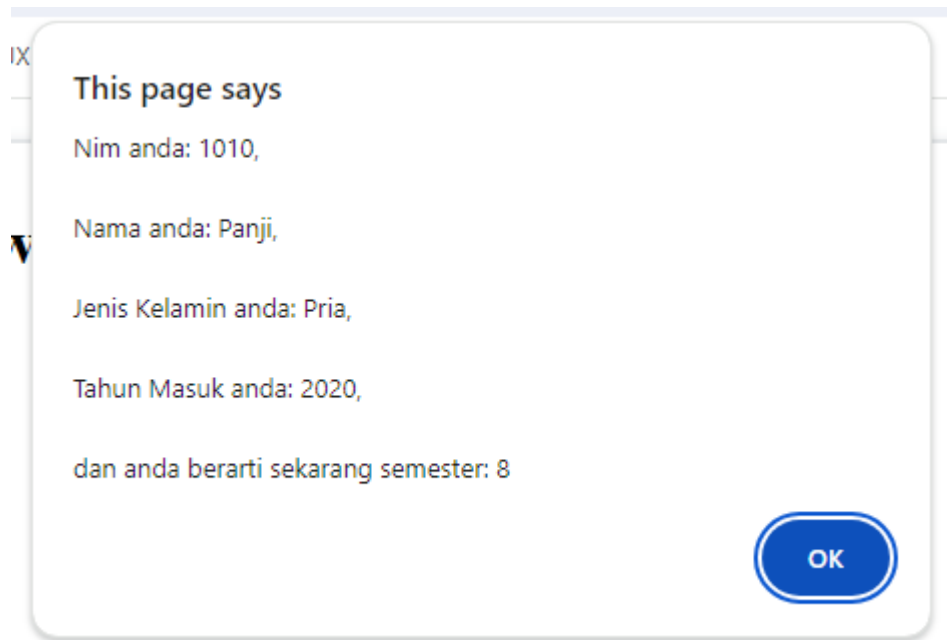 This page says
Nim anda: 1010,
Nama anda: Panji,
Jenis Kelamin anda: Pria,
Tahun Masuk anda: 2020,
dan anda berarti sekarang semester: 8
OK